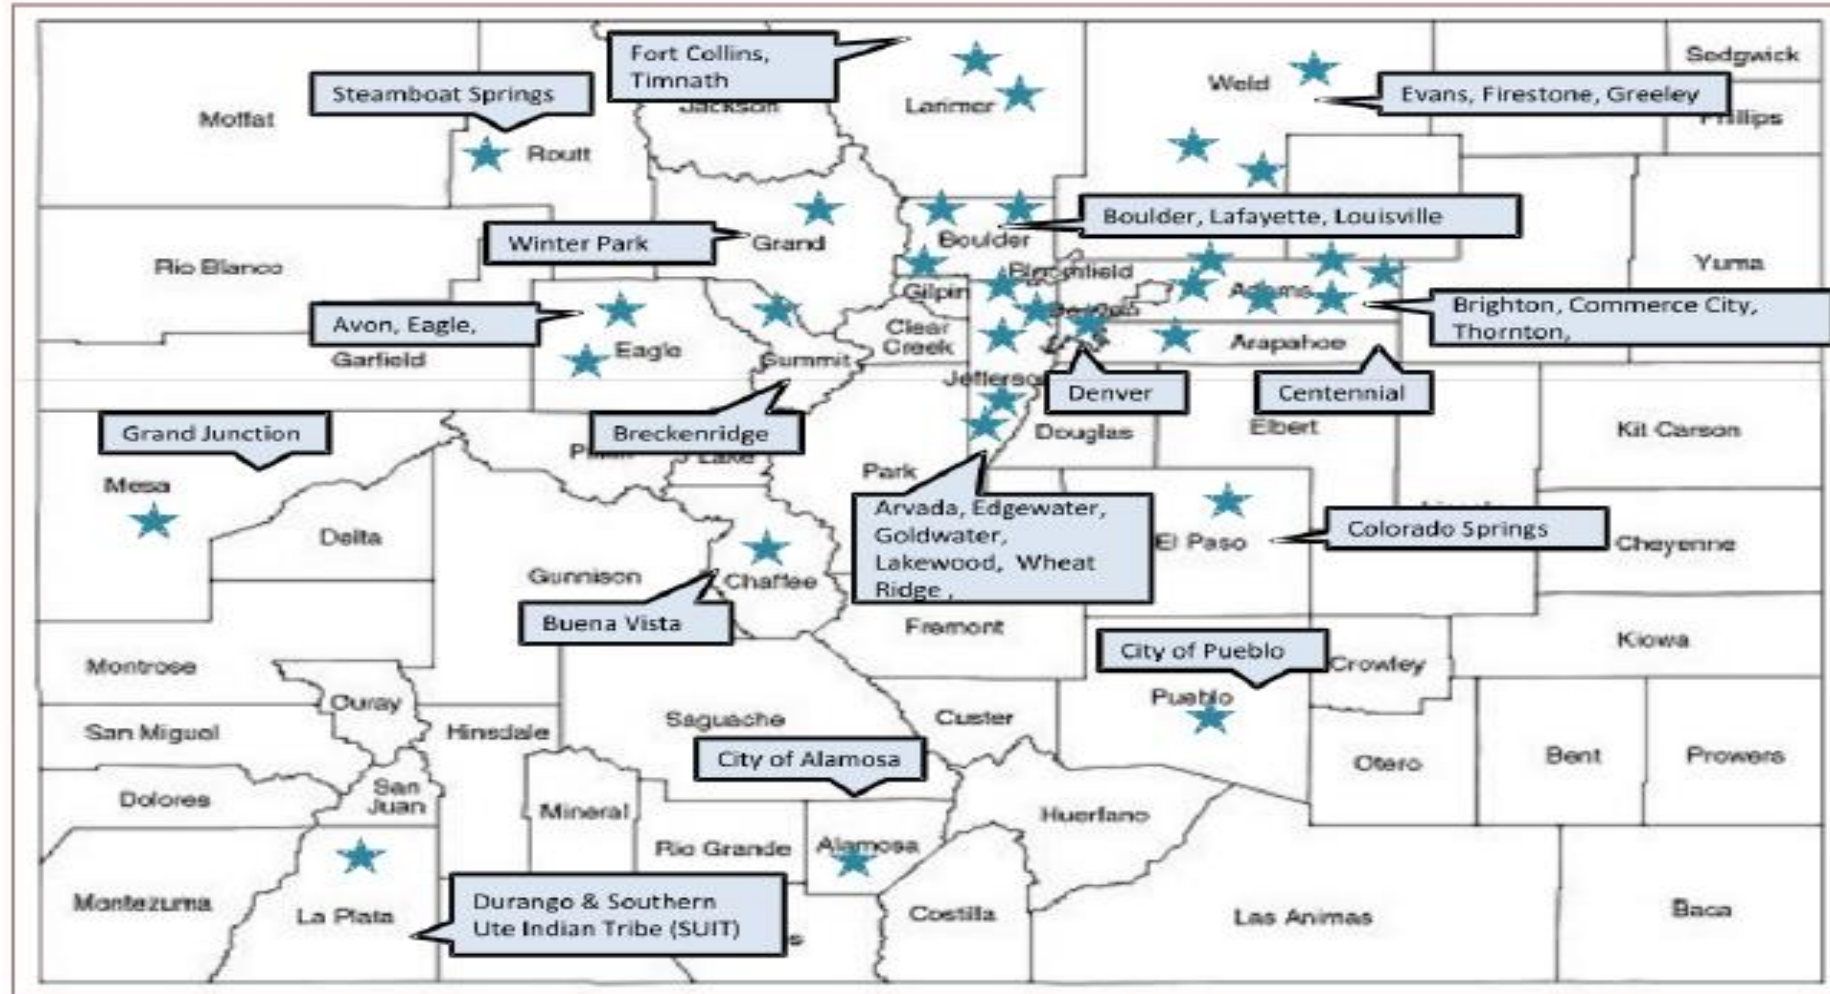 Fort Collins,
Timnath
Sedgwick
Steamboat Springs
Weld
Evans, Firestone, Greeley
Moffat
Jackson
Larimer
Phillips
Routt
Boulder, Lafayette, Louisville
Winter Park
Grand
Boulder
Rio Blanco
Yuma
Gilpin
Adams
Brighton, Commerce City,
Thornton,
Avon, Eagle,
Clear
Creek
Eagle
Arapahoe
Garfield
Summit
Denver
Centennial
Grand Junction
Breckenridge
Douglas
Elbert
Kit Carson
Lake
Mesa
Park
Arvada, Edgewater,
Goldwater,
Lakewood, Wheat
Ridge ,
Colorado Springs
Delta
El Paso
Cheyenne
Gunnison
Chaffee
Buena Vista
Fremont
Kiowa
City of Pueblo
Crowley
Montrose
Pueblo
Ouray
Saguache
Custer
San Miguel
Hinsdale
City of Alamosa
Otero
Bent
Prowers
San
Juan
Dolores
Mineral
Huerfano
Rio Grande
Alamosa
Montezuma
La Plata
Durango & Southern
Ute Indian Tribe (SUIT)
Costilla
Las Animas
Baca